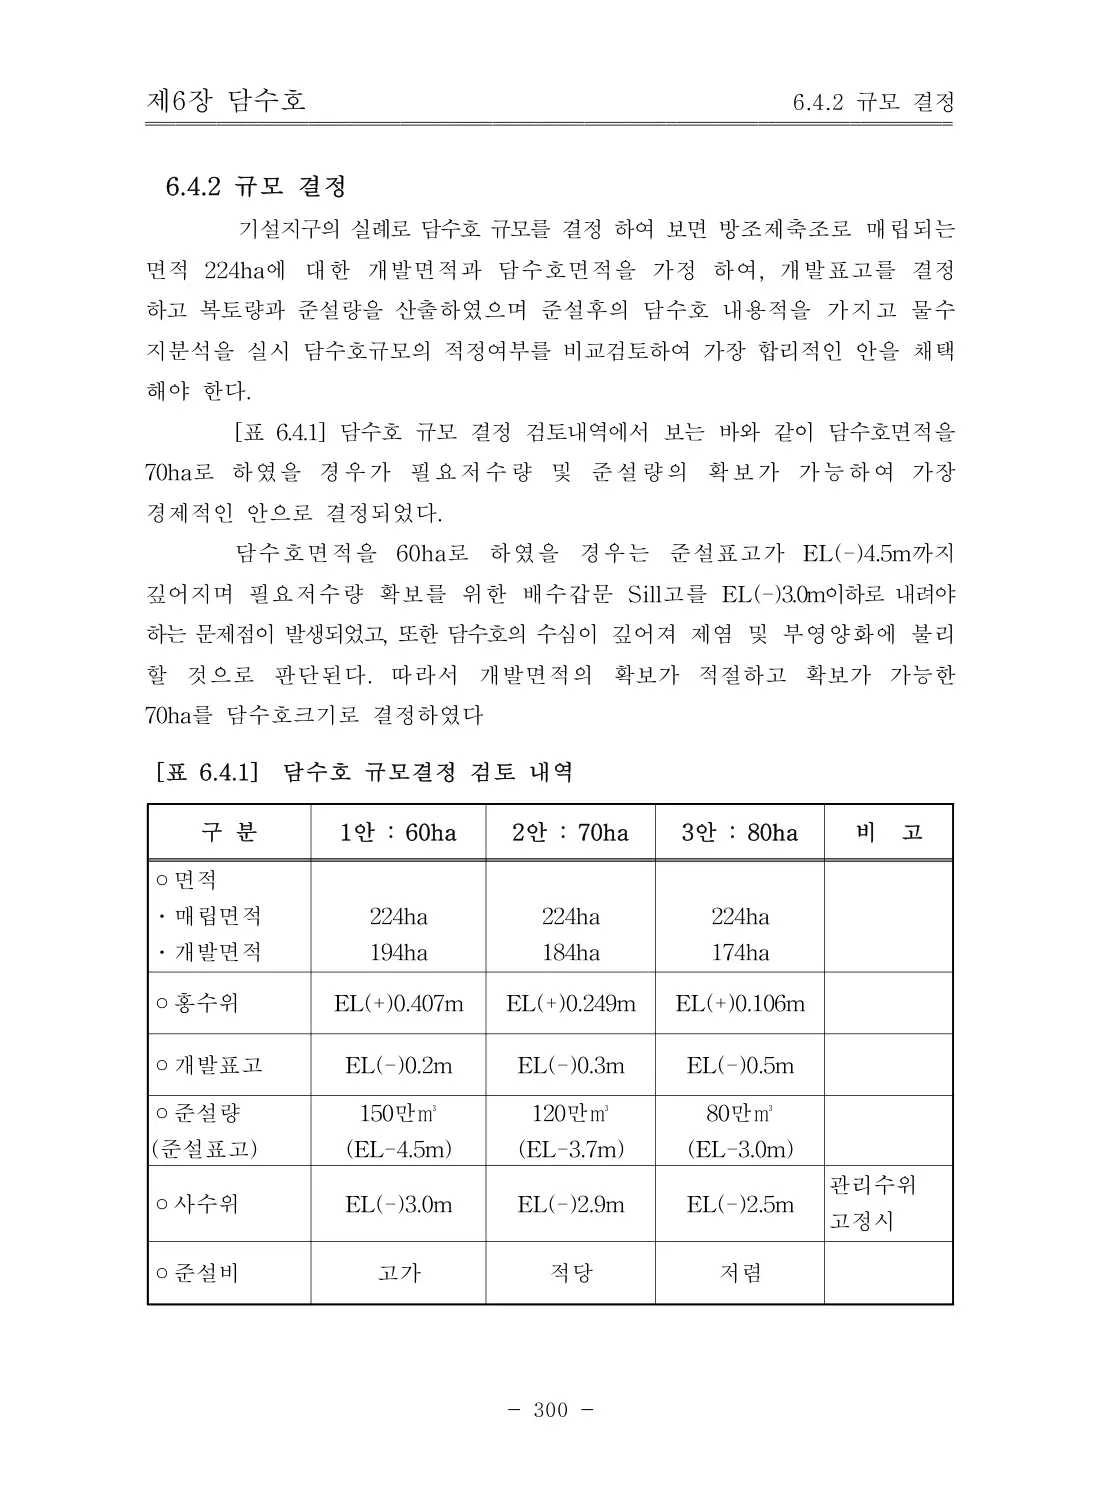 제6장 담수호 6.4.2 규모 결정
6.4.2 규모 결정
기설지구의 실례로 담수호 규모를 결정 하여 보면 방조제축조로 매립되는
면적 224ha에 대한 개발면적과 담수호면적을 가정 하여, 개발표고를 결정
하고 복토량과 준설량을 산출하였으며 준설후의 담수호 내용적을 가지고 물수
지분석을 실시 담수호규모의 적정여부를 비교검토하여 가장 합리적인 안을 채택
해야 한다.
[표 6.4.1] 담수호 규모 결정 검토내역에서 보는 바와 같이 담수호면적을
70ha로 하였을 경우가 필요저수량 및 준설량의 확보가 가능하여 가장
경제적인 안으로 결정되었다.
담수호면적을 60ha로 하였을 경우는 준설표고가 EL(-)4.5m까지
깊어지며 필요저수량 확보를 위한 배수갑문 Sill고를 EL(-)3.0m이하로 내려야
하는 문제점이 발생되었고, 또한 담수호의 수심이 깊어져 제염 및 부영양화에 불리
할 것으로 판단된다. 따라서 개발면적의 확보가 적절하고 확보가 가능한
70ha를 담수호크기로 결정하였다
[표 6.4.1] 담수호 규모결정 검토 내역
구 분 1안 : 60ha 2안 : 70ha 3안 : 80ha 비 고
○면적
·매립면적 224ha 224ha 224ha
·개발면적 194ha 184ha 174ha
○홍수위 EL(+)0.407m EL(+)0.249m EL(+)0.106m
○개발표고 EL(-)0.2m EL(-)0.3m EL(-)0.5m
○준설량 150만㎥ 120만㎥ 80만㎥
(준설표고) (EL-4.5m) (EL-3.7m) (EL-3.0m)
○사수위 EL(-)3.0m EL(-)2.9m EL(-)2.5m 관리수위
고정시
○준설비 고가 적당 저렴
- 300 -